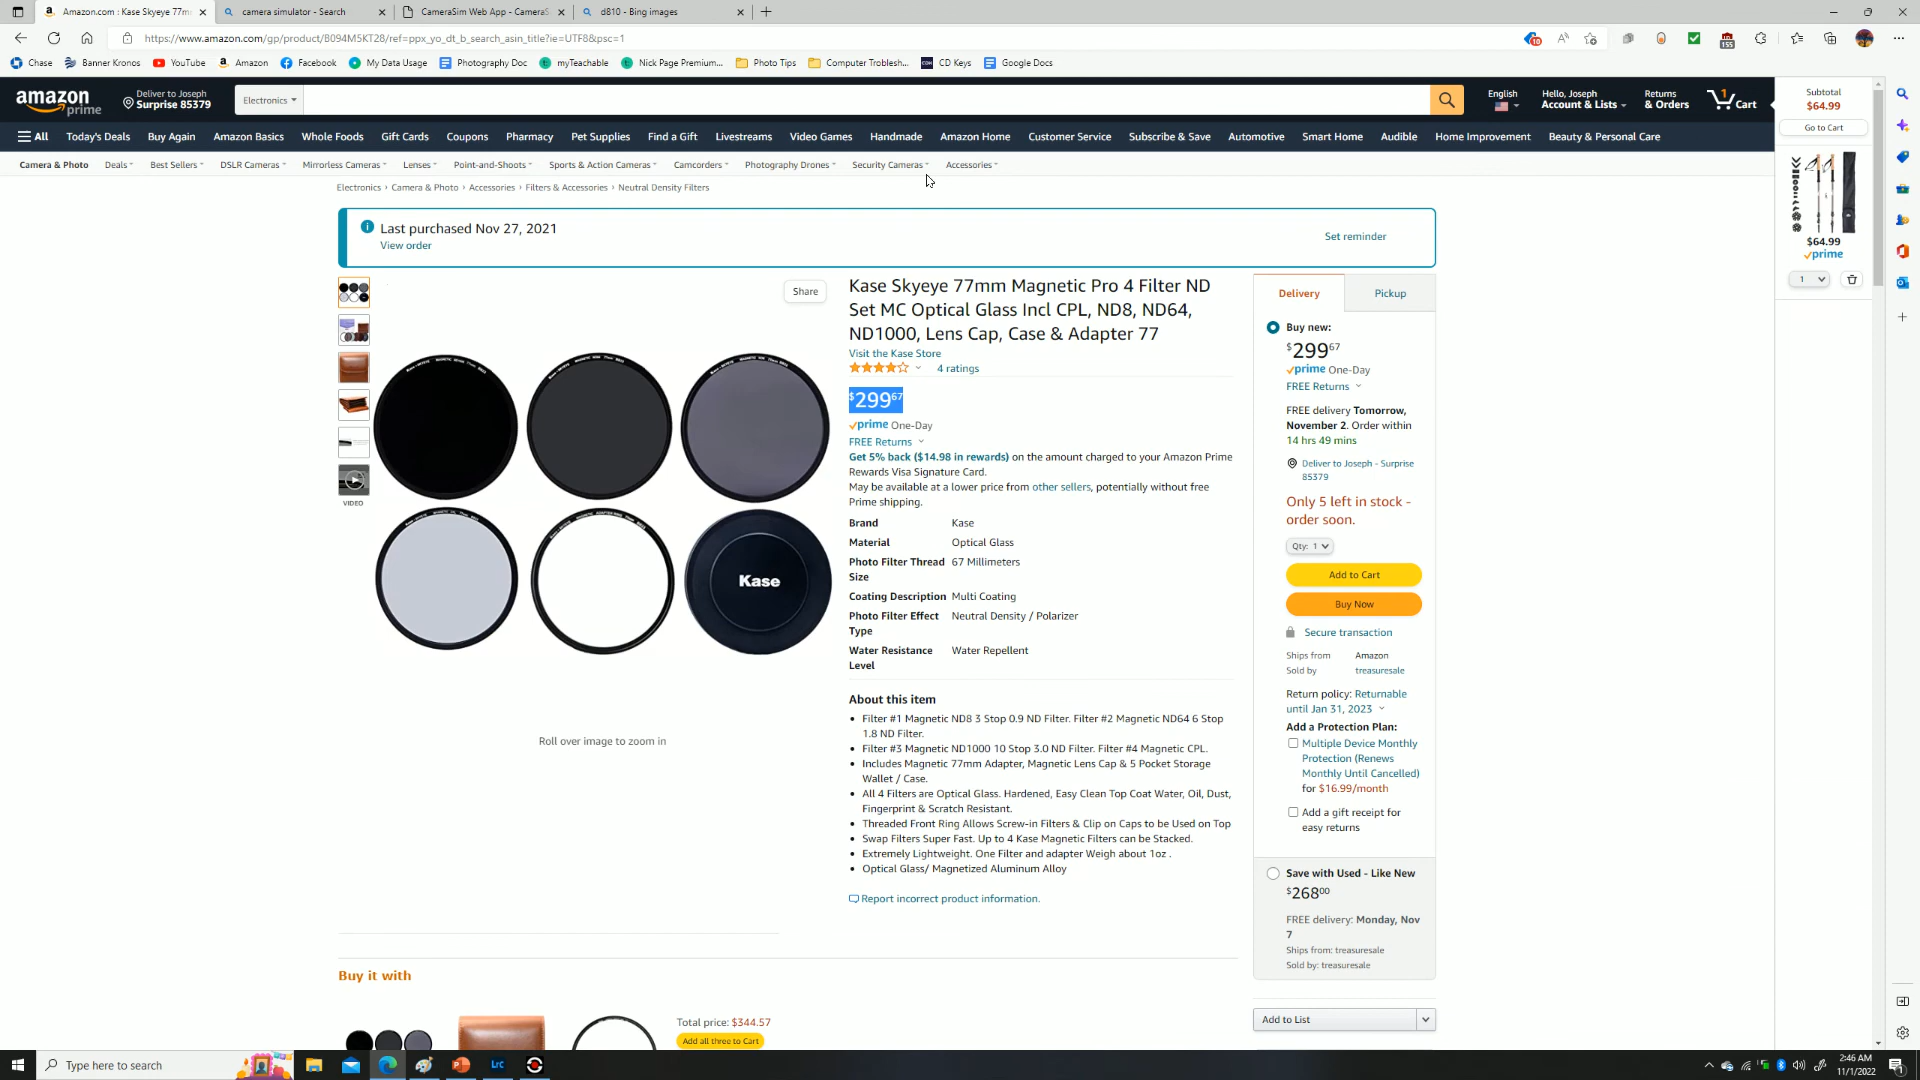 Amazon.com : Kase Skyeye 77mm
camera simulator - Search
CameraSim Web App - CameraS
d810 - Bing images
https://www.amazon.com/gp/product/B094M5KT28/ref=ppx_yo_dt_b_search_asin_title?ie=UTF8&psc=1
10
155
Chase
Banner Kronos
YouTube
Amazon
Facebook
My Data Usage
Photography Doc
myTeachable
Nick Page Premium...
Photo Tips
Computer Troblesh...
CD Keys
Google Docs
amazon prime
Deliver to Joseph
Surprise 85379
Electronics
English
Hello, Joseph
Account & Lists
Returns
& Orders
1
Cart
Subtotal
$64.99
Go to Cart
$64.99
prime
1
All
Today's Deals
Buy Again
Amazon Basics
Whole Foods
Gift Cards
Coupons
Pharmacy
Pet Supplies
Find a Gift
Livestreams
Video Games
Handmade
Amazon Home
Customer Service
Subscribe & Save
Automotive
Smart Home
Audible
Home Improvement
Beauty & Personal Care
Camera & Photo
Deals
Best Sellers
DSLR Cameras
Mirrorless Cameras
Lenses
Point-and-Shoots
Sports & Action Cameras
Camcorders
Photography Drones
Security Cameras
Accessories
Electronics › Camera & Photo › Accessories › Filters & Accessories › Neutral Density Filters
Last purchased Nov 27, 2021
View order
Set reminder
Share
VIDEO
Kase
Roll over image to zoom in
Kase Skyeye 77mm Magnetic Pro 4 Filter ND
Set MC Optical Glass Incl CPL, ND8, ND64,
ND1000, Lens Cap, Case & Adapter 77
Visit the Kase Store
4 ratings
$29967
prime One-Day
FREE Returns
Get 5% back ($14.98 in rewards) on the amount charged to your Amazon Prime
Rewards Visa Signature Card.
May be available at a lower price from other sellers, potentially without free
Prime shipping.
Brand Kase
Material Optical Glass
Photo Filter Thread 67 Millimeters
Size
Coating Description Multi Coating
Photo Filter Effect Neutral Density / Polarizer
Type
Water Resistance Water Repellent
Level
About this item
• Filter #1 Magnetic ND8 3 Stop 0.9 ND Filter. Filter #2 Magnetic ND64 6 Stop
1.8 ND Filter.
• Filter #3 Magnetic ND1000 10 Stop 3.0 ND Filter. Filter #4 Magnetic CPL.
• Includes Magnetic 77mm Adapter, Magnetic Lens Cap & 5 Pocket Storage
Wallet / Case.
• All 4 Filters are Optical Glass. Hardened, Easy Clean Top Coat Water, Oil, Dust,
Fingerprint & Scratch Resistant.
• Threaded Front Ring Allows Screw-in Filters & Clip on Caps to be Used on Top
• Swap Filters Super Fast. Up to 4 Kase Magnetic Filters can be Stacked.
• Extremely Lightweight. One Filter and adapter Weigh about 1oz .
• Optical Glass/ Magnetized Aluminum Alloy
Report incorrect product information.
Delivery
Pickup
Buy new:
$29967
prime One-Day
FREE Returns
FREE delivery Tomorrow,
November 2. Order within
14 hrs 49 mins
Deliver to Joseph - Surprise
85379
Only 5 left in stock -
order soon.
Qty: 1
Add to Cart
Buy Now
Secure transaction
Ships from Amazon
Sold by treasuresale
Return policy: Returnable
until Jan 31, 2023
Add a Protection Plan:
Multiple Device Monthly
Protection (Renews
Monthly Until Cancelled)
for $16.99/month
Add a gift receipt for
easy returns
Save with Used - Like New
$26800
FREE delivery: Monday, Nov
7
Ships from: treasuresale
Sold by: treasuresale
Add to List
Buy it with
Total price: $344.57
Add all three to Cart
Type here to search
LrC
2:46 AM
11/1/2022